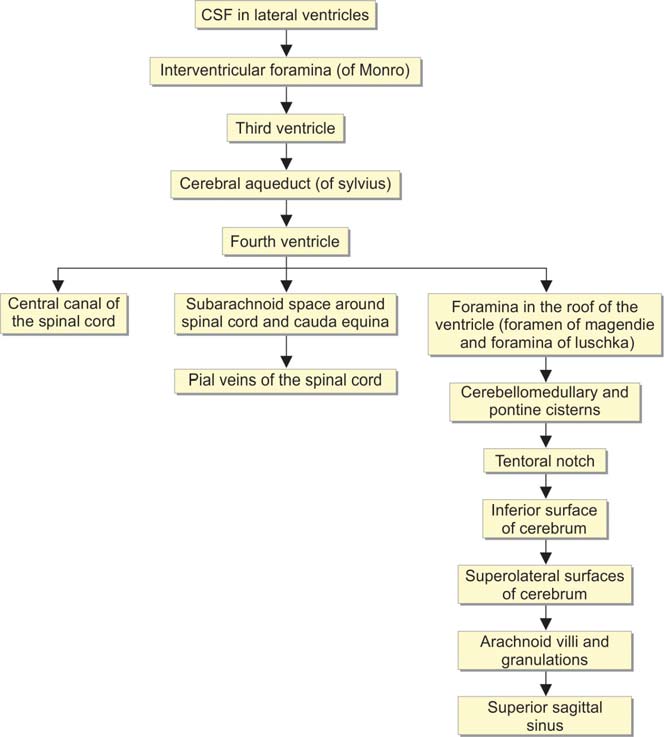 CSF in lateral ventricles
Interventricular foramina (of Monro)
Third ventricle
Cerebral aqueduct (of sylvius)
Fourth ventricle
Central canal of
the spinal cord
Subarachnoid space around
spinal cord and cauda equina
Foramina in the roof of the
ventricle (foramen of magendie
and foramina of luschka)
Pial veins of the spinal cord
Cerebellomedullary and
pontine cisterns
Tentoral notch
Inferior surface
of cerebrum
Superolateral surfaces
of cerebrum
Arachnoid villi and
granulations
Superior sagittal
sinus